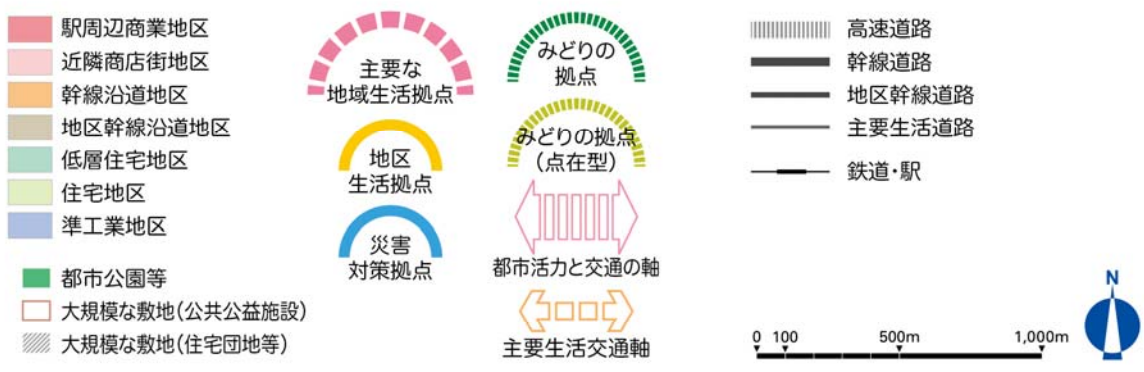 駅周辺商業地区
近隣商店街地区
幹線沿道地区
地区幹線沿道地区
低層住宅地区
住宅地区
準工業地区
都市公園等
大規模な敷地(公共公益施設)
大規模な敷地(住宅団地等)
主要な
地域生活拠点
地区
生活拠点
災害
対策拠点
みどりの
拠点
みどりの拠点
(点在型)
都市活力と交通の軸
主要生活交通軸
高速道路
幹線道路
地区幹線道路
主要生活道路
鉄道・駅
N
0 100 500m 1,000m